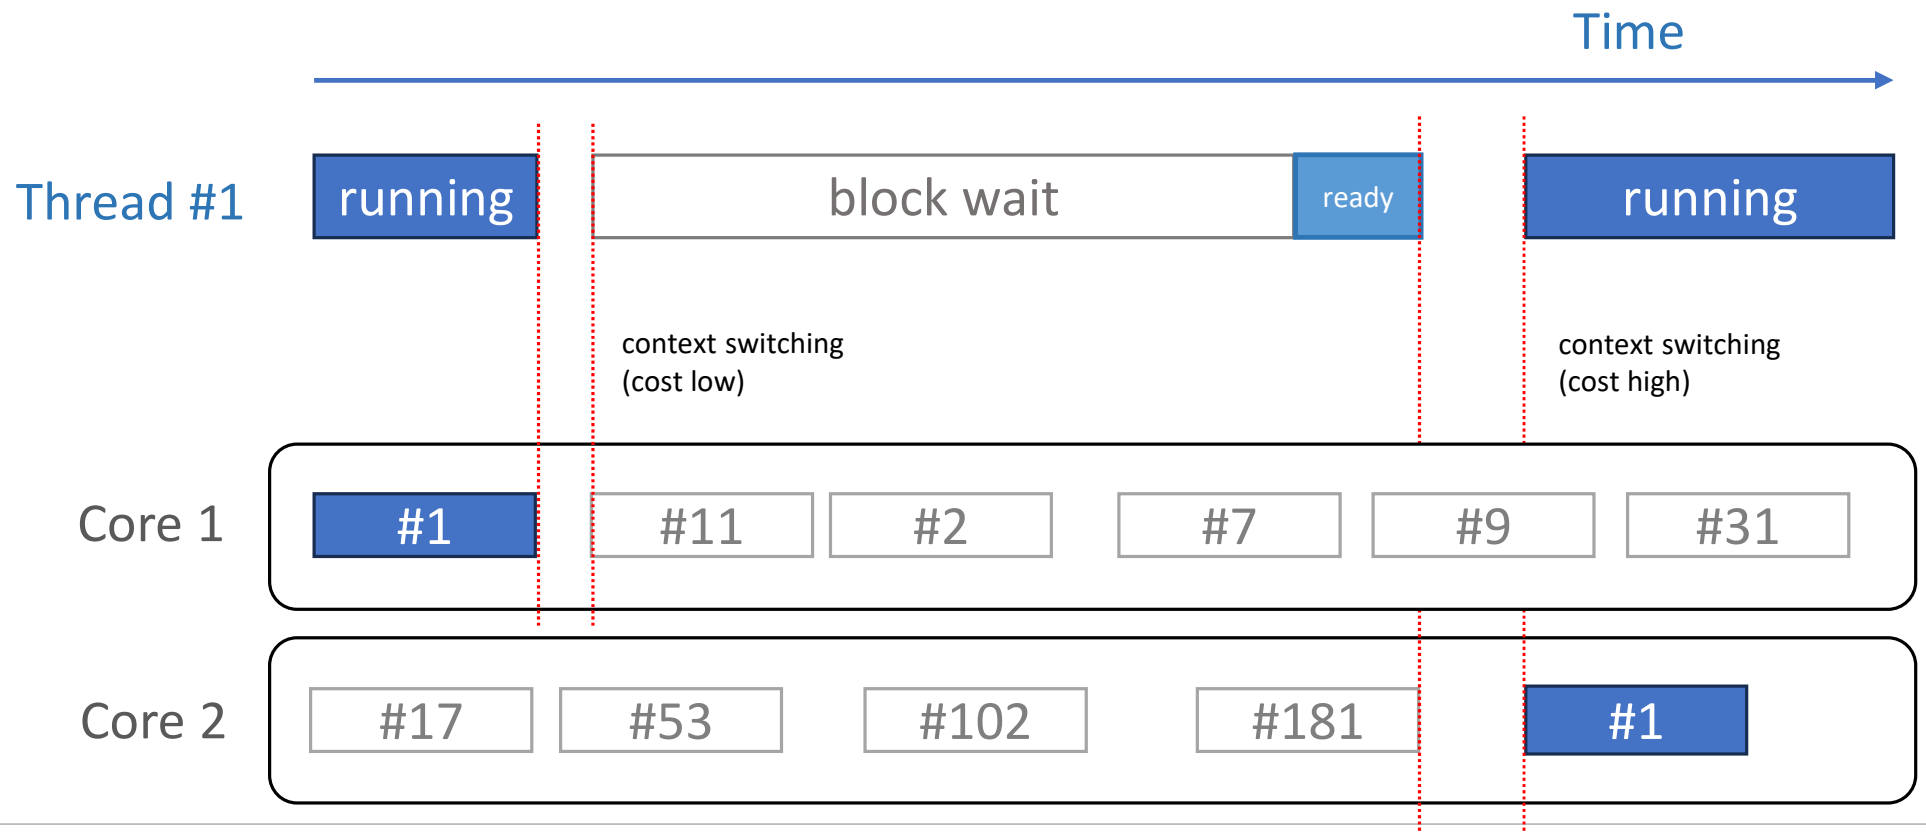 Time
Thread #1
running
block wait
ready
running
context switching
(cost low)
context switching
(cost high)
Core 1
#1
#11
#2
#7
#9
#31
Core 2
#17
#53
#102
#181
#1